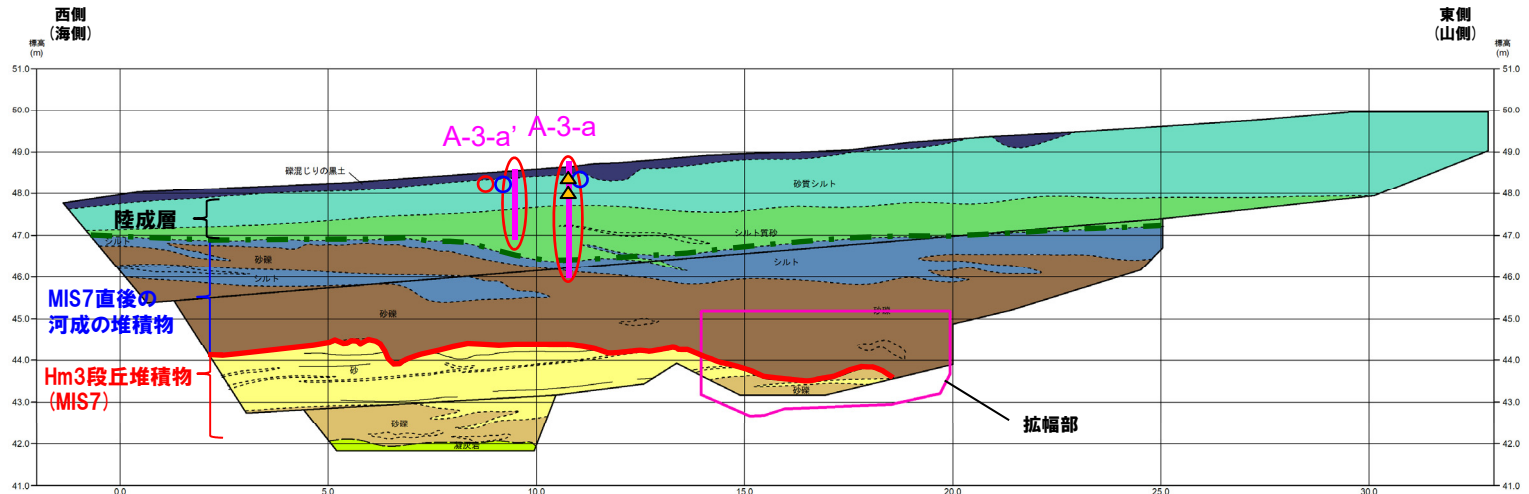 西側
(海側)
東側
(山側)
標高
(m)
標高
(m)
51.0
51.0
50.0
50.0
49.0
49.0
48.0
48.0
47.0
47.0
46.0
46.0
45.0
45.0
44.0
44.0
43.0
43.0
42.0
42.0
41.0
41.0
A-3-a’
A-3-a
礫混じりの黒土
砂質シルト
陸成層
シルト質砂
シルト
砂礫
シルト
シルト
MIS7直後の
河成の堆積物
砂礫
砂礫
Hm3段丘堆積物
(MIS7)
砂
砂礫
拡幅部
砂礫
凝灰岩
0.0
5.0
10.0
15.0
20.0
25.0
30.0